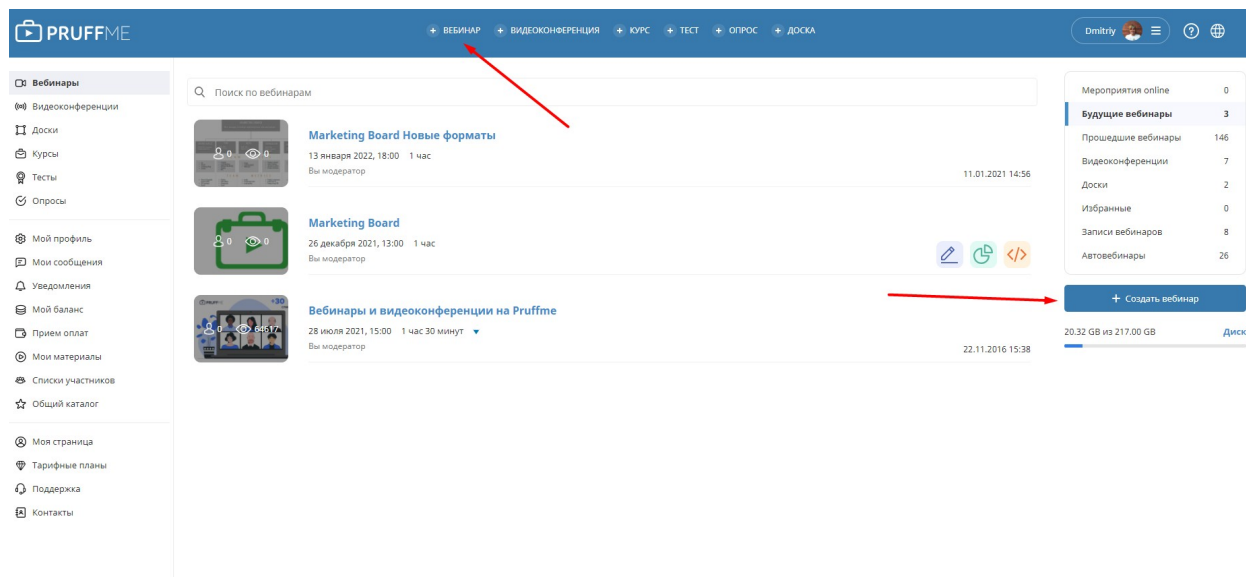 PRUFFME
+ ВЕБИНАР + ВИДЕОКОНФЕРЕНЦИЯ + КУРС + ТЕСТ + ОПРОС + ДОСКА
Dmitriy
Вебинары
Видеоконференции
Доски
Курсы
Тесты
Опросы
Мой профиль
Мои сообщения
Уведомления
Мой баланс
Прием оплат
Мои материалы
Списки участников
Общий каталог
Моя страница
Тарифные планы
Поддержка
Контакты
Поиск по вебинарам
0 0
Marketing Board Новые форматы
13 января 2022, 18:00 1 час
Вы модератор
11.01.2021 14:56
0 0
Marketing Board
26 декабря 2021, 13:00 1 час
Вы модератор
PRUFF
+30
0 64617
Вебинары и видеоконференции на Pruffme
28 июля 2021, 15:00 1 час 30 минут
Вы модератор
22.11.2016 15:38
Мероприятия online 0
Будущие вебинары 3
Прошедшие вебинары 146
Видеоконференции 7
Доски 2
Избранные 0
Записи вебинаров 8
Автовебинары 26
+ Создать вебинар
20.32 GB из 217.00 GB Диск